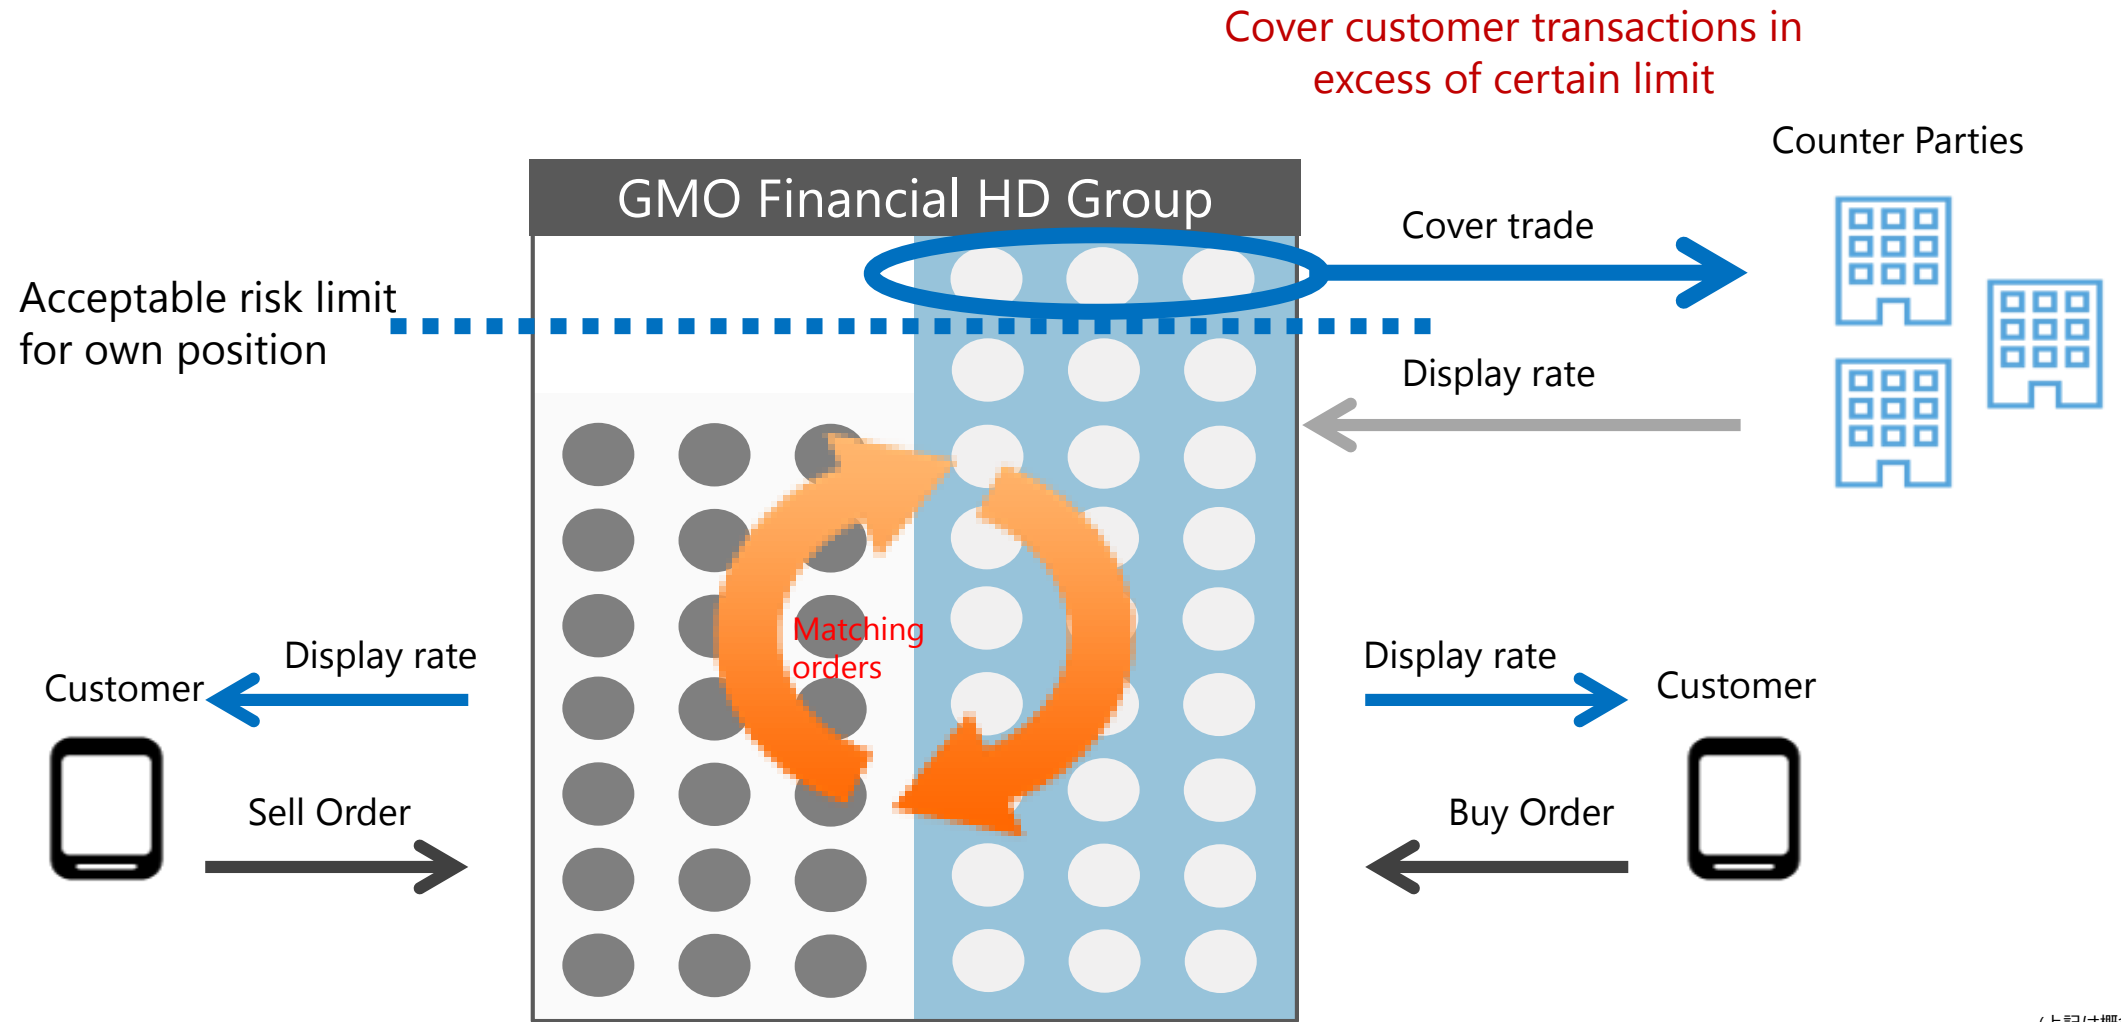 Cover customer transactions in
excess of certain limit
Counter Parties
GMO Financial HD Group
Cover trade
Acceptable risk limit
for own position
Display rate
Matching
orders
Display rate
Customer
Display rate
Customer
Sell Order
Buy Order